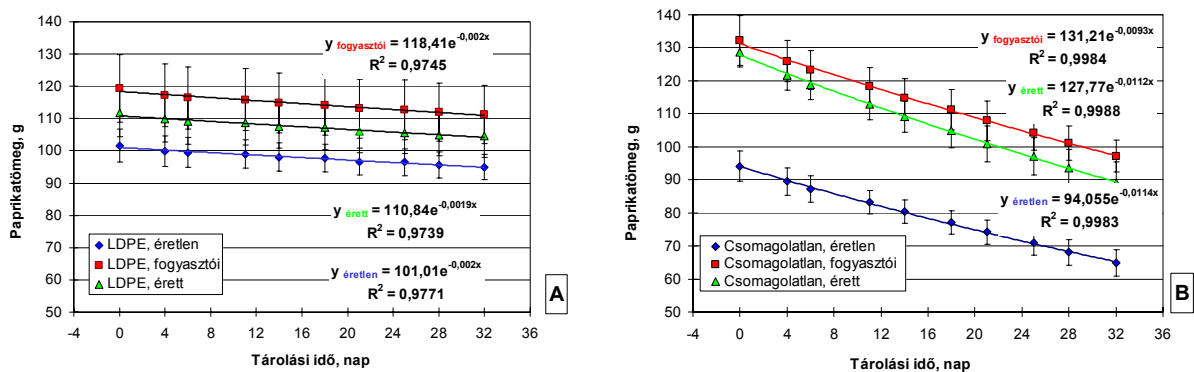 140
130
120
110
100
90
80
70
60
50
Paprikatömeg, g
y fogyasztói = 118,41e^-0,002x
R² = 0,9745
y érett = 110,84e^-0,0019x
R² = 0,9739
y éretlen = 101,01e^-0,002x
R² = 0,9771
LDPE, éretlen
LDPE, fogyasztói
LDPE, érett
A
-4 0 4 8 12 16 20 24 28 32 36
Tárolási idő, nap
140
130
120
110
100
90
80
70
60
50
Paprikatömeg, g
y fogyasztói = 131,21e^-0,0093x
R² = 0,9984
y érett = 127,77e^-0,0112x
R² = 0,9988
y éretlen = 94,055e^-0,0114x
R² = 0,9983
Csomagolatlan, éretlen
Csomagolatlan, fogyasztói
Csomagolatlan, érett
B
-4 0 4 8 12 16 20 24 28 32 36
Tárolási idő, nap